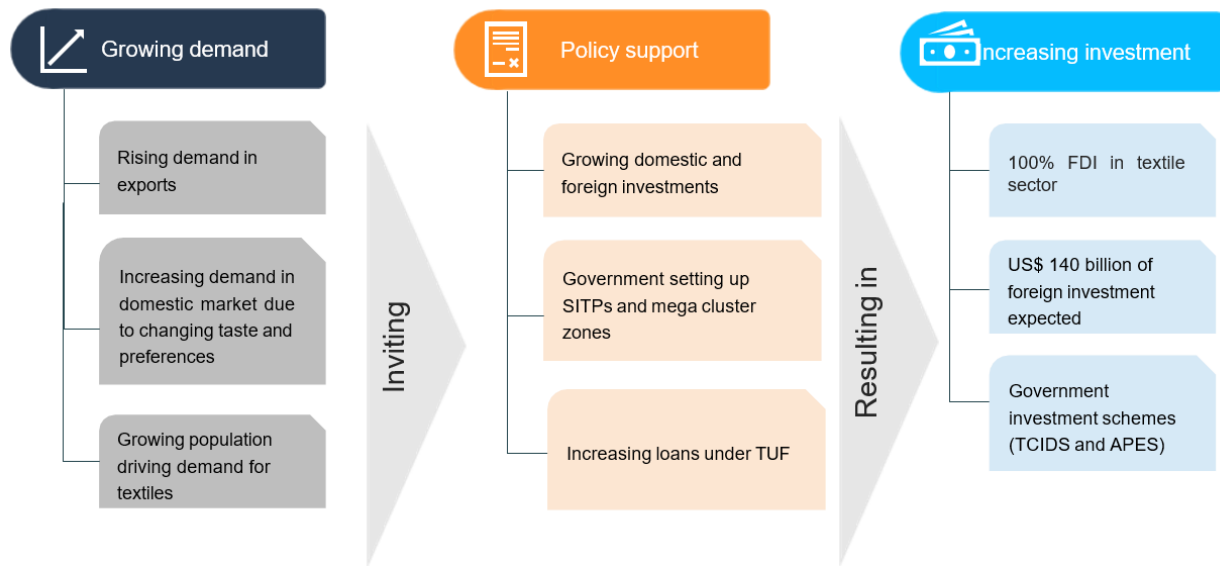 Growing demand
Rising demand in
exports
Increasing demand in
domestic market due
to changing taste and
preferences
Growing population
driving demand for
textiles
Inviting
Policy support
Growing domestic and
foreign investments
Government setting up
SITPs and mega cluster
zones
Increasing loans under TUF
Resulting in
Increasing investment
100% FDI in textile
sector
US$ 140 billion of
foreign investment
expected
Government
investment schemes
(TCIDS and APES)